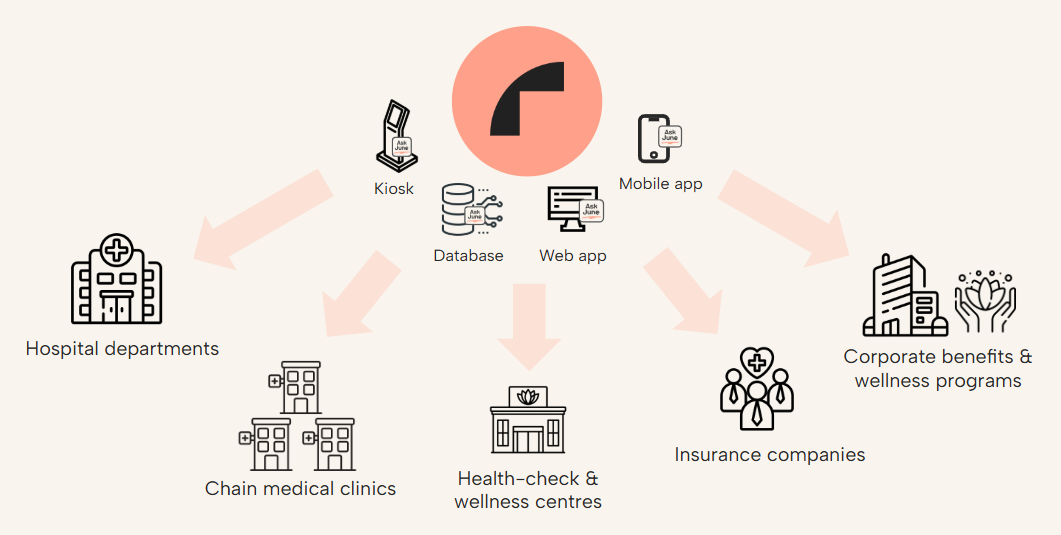 Ask
June
Kiosk
Ask
June
Mobile app
Ask
June
Database
Ask
June
Web app
Hospital departments
Chain medical clinics
Health-check &
wellness centres
Insurance companies
Corporate benefits &
wellness programs